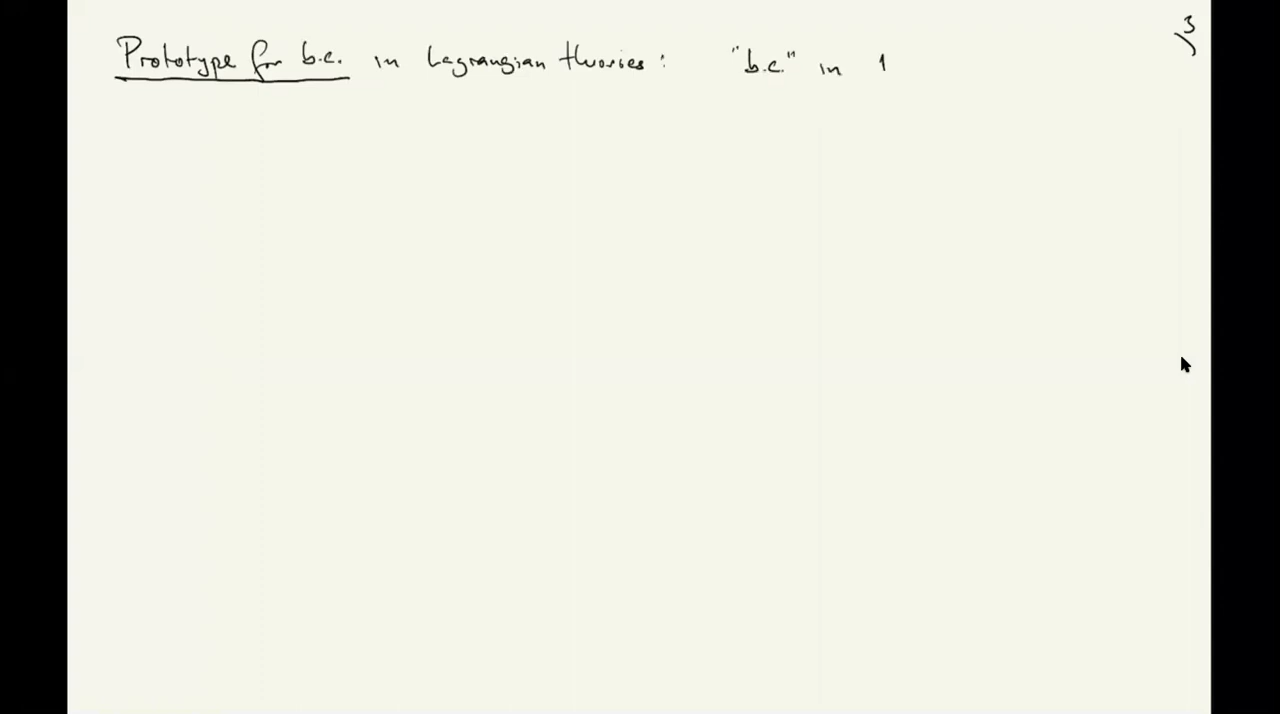 3)
Prototype for b.c. in Lagrangian theories: "b.c." in 1